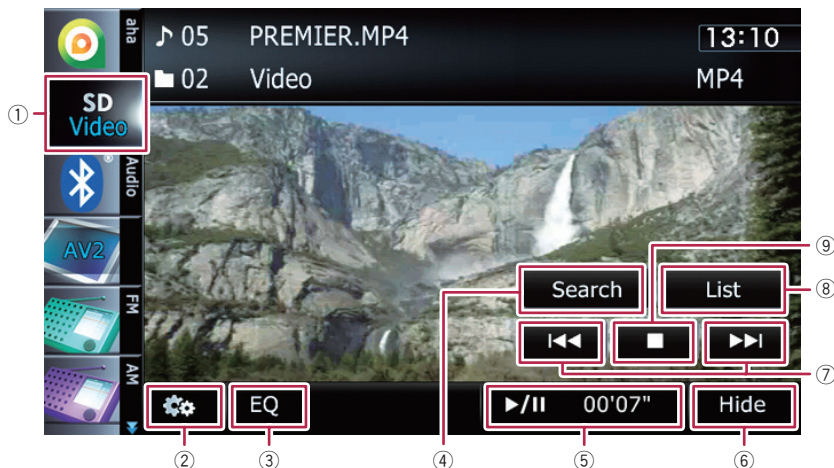 aha
♪ 05 PREMIER.MP4 13:10
02 Video MP4
① SD
Video
® Audio
AV2
⑨
Search List ⑧
FM
⑦
AM
EQ ▶/II 00'07" Hide
② ③ ④ ⑤ ⑥